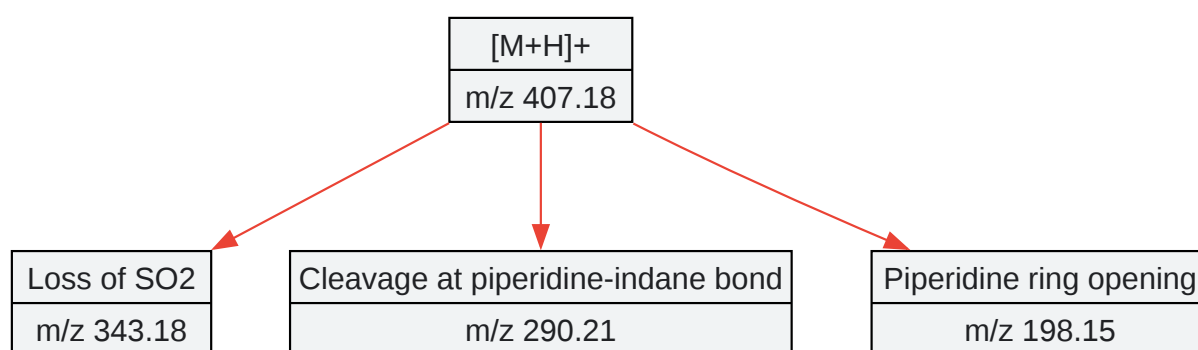 [M+H]+
m/z 407.18
Loss of SO2
m/z 343.18
Cleavage at piperidine-indane bond
m/z 290.21
Piperidine ring opening
m/z 198.15